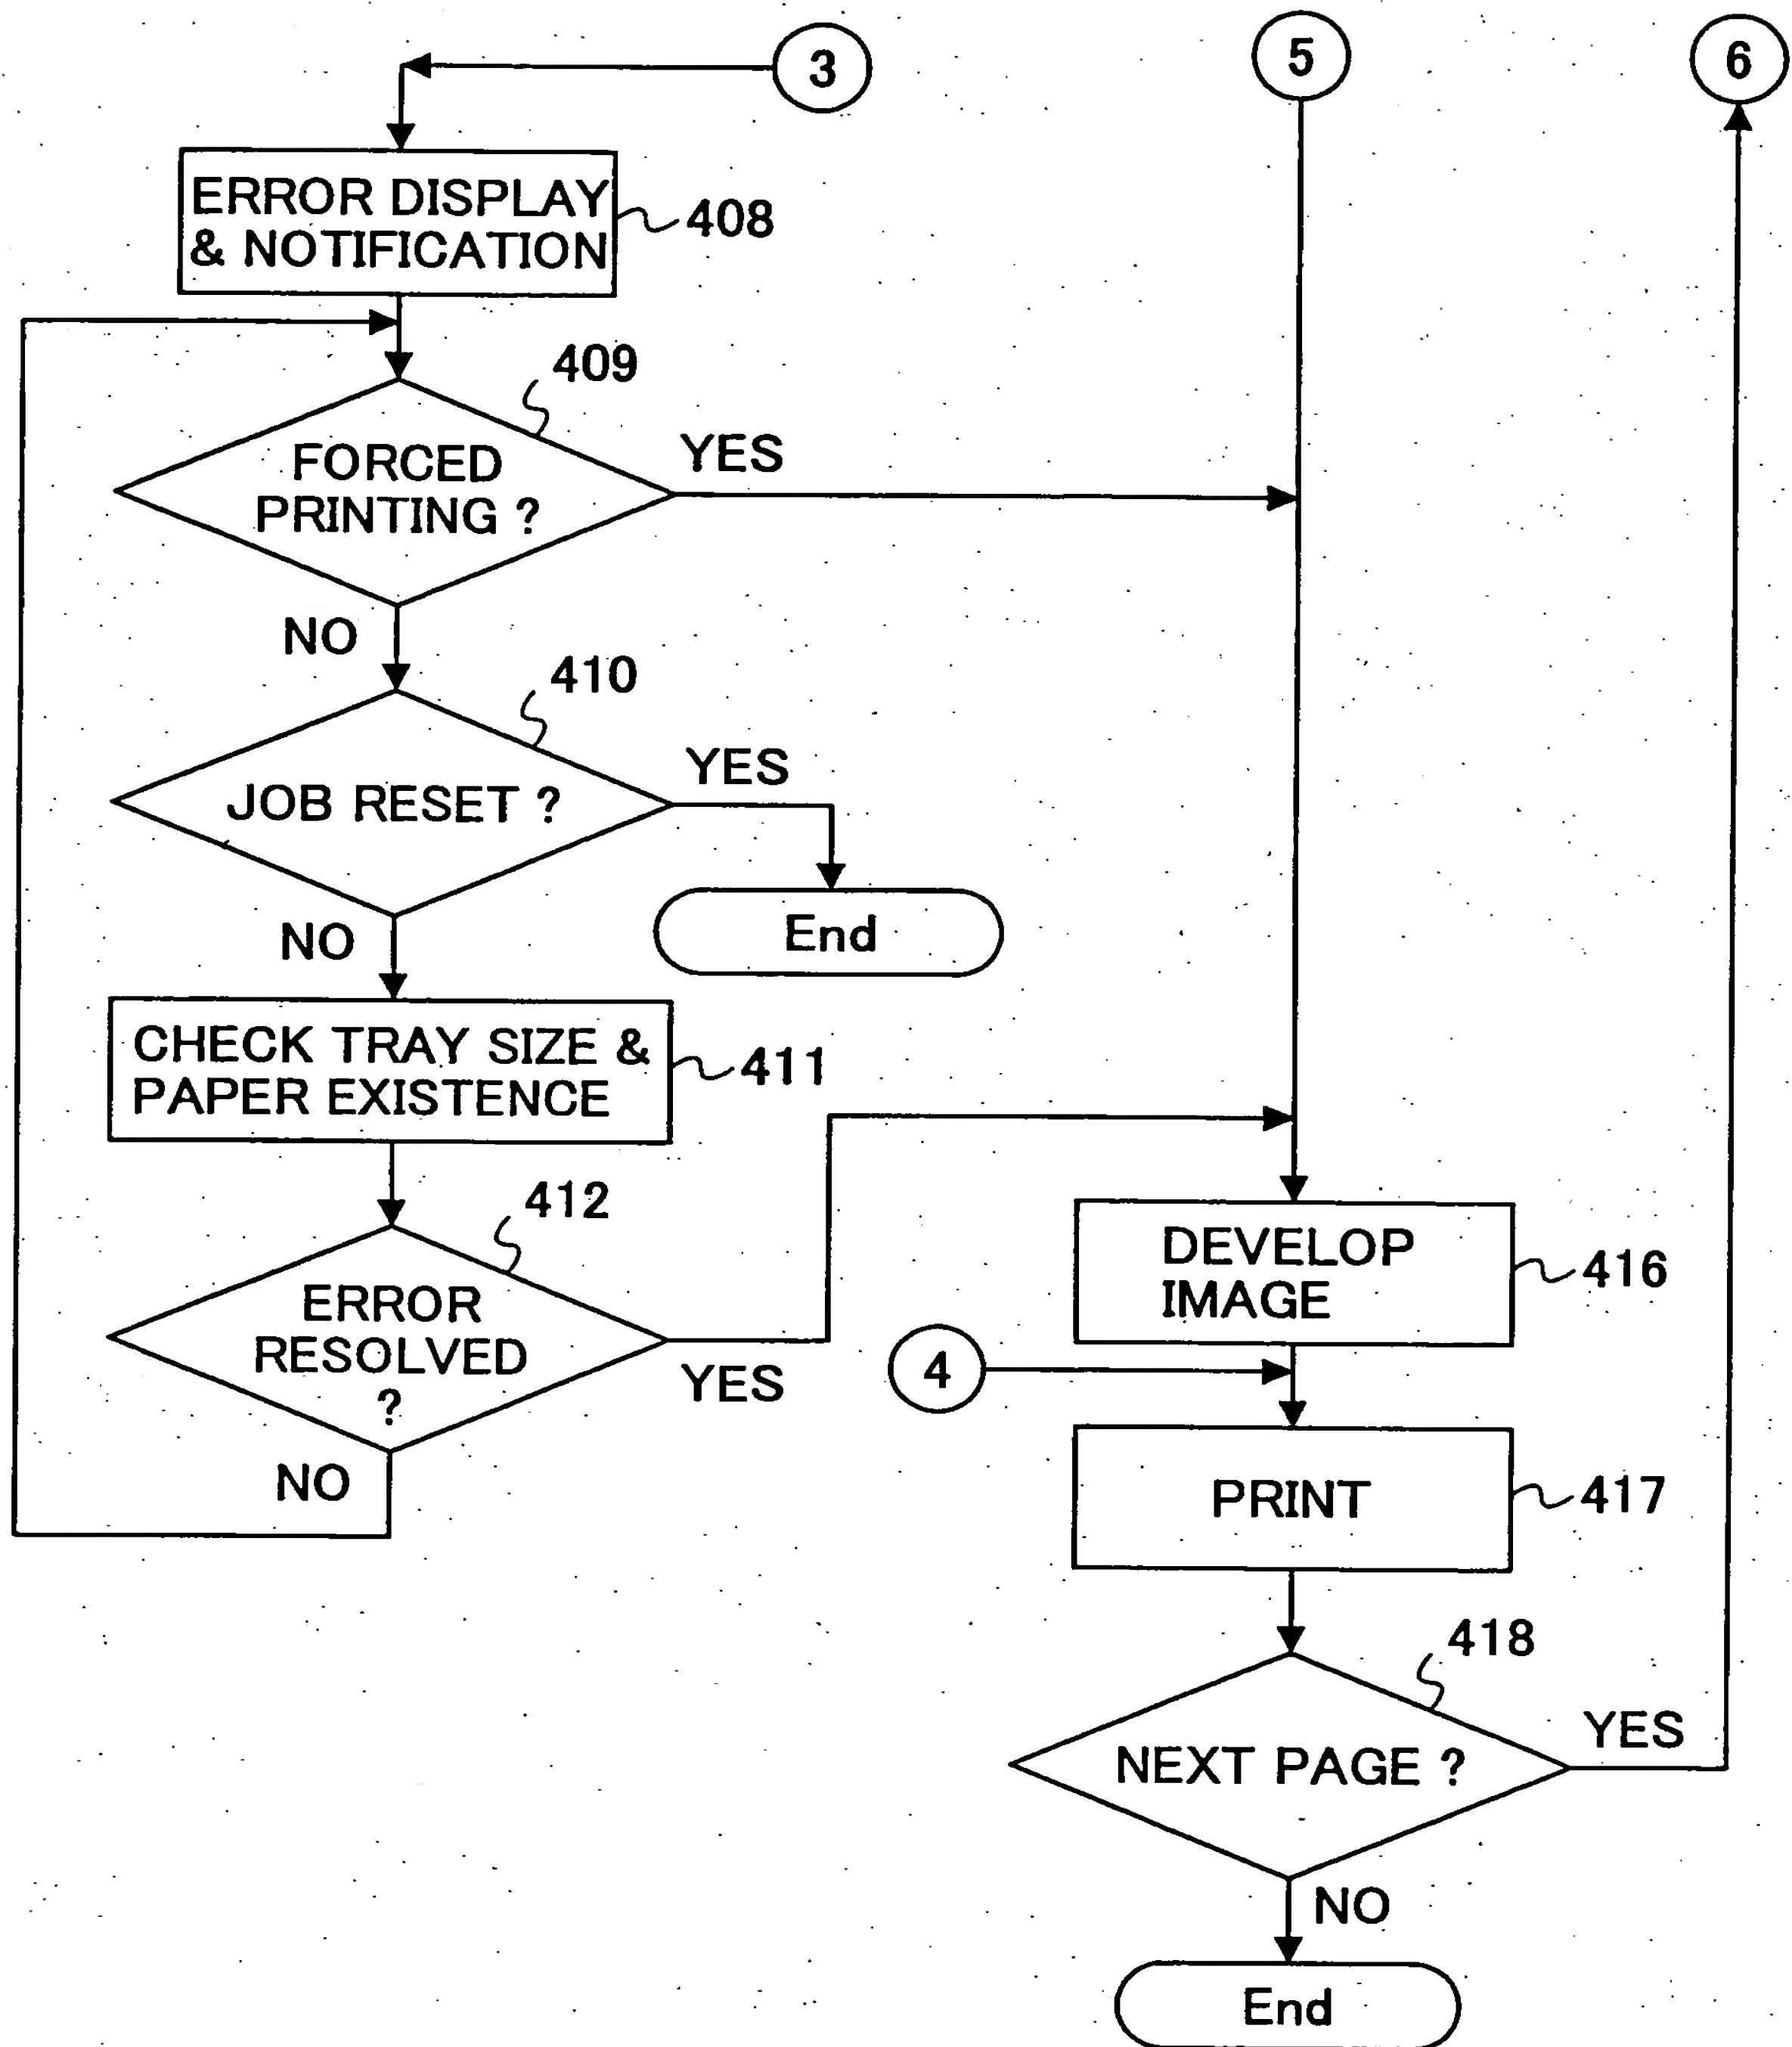 3
5
6
ERROR DISPLAY
& NOTIFICATION
408
409
FORCED
PRINTING ?
YES
NO
410
JOB RESET ?
YES
End
NO
CHECK TRAY SIZE &
PAPER EXISTENCE
411
412
ERROR
RESOLVED
?
YES
NO
DEVELOP
IMAGE
416
4
PRINT
417
418
NEXT PAGE ?
YES
NO
End